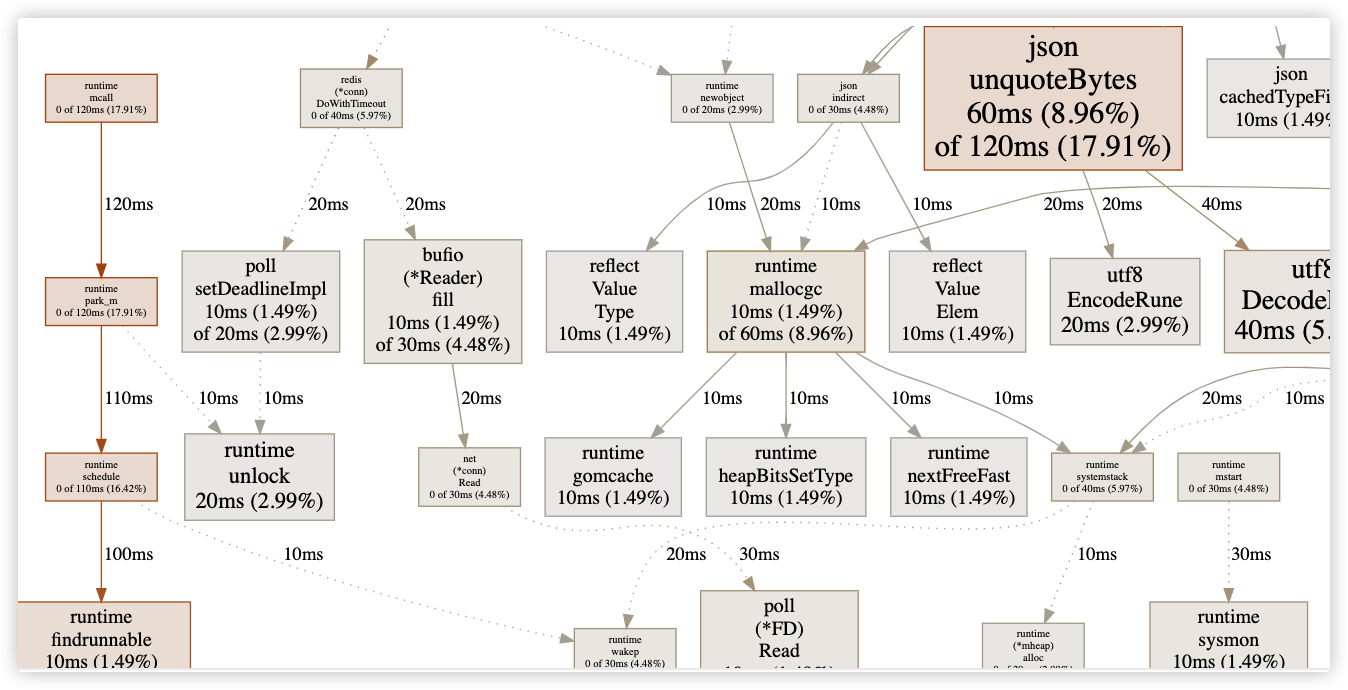 runtime
mcall
0 of 120ms (17.91%)
redis
(*conn)
DoWithTimeout
0 of 40ms (5.97%)
runtime
newobject
0 of 20ms (2.99%)
json
indirect
0 of 30ms (4.48%)
json
unquoteBytes
60ms (8.96%)
of 120ms (17.91%)
json
cachedTypeFi
10ms (1.49%
120ms
20ms
20ms
10ms
20ms
10ms
10ms
20ms
20ms
40ms
runtime
park_m
0 of 120ms (17.91%)
poll
setDeadlineImpl
10ms (1.49%)
of 20ms (2.99%)
bufio
(*Reader)
fill
10ms (1.49%)
of 30ms (4.48%)
reflect
Value
Type
10ms (1.49%)
runtime
mallocgc
10ms (1.49%)
of 60ms (8.96%)
reflect
Value
Elem
10ms (1.49%)
utf8
EncodeRune
20ms (2.99%)
utf8
Decode
40ms (5.
110ms
10ms
10ms
20ms
10ms
10ms
10ms
10ms
20ms
10ms
runtime
schedule
0 of 110ms (16.42%)
runtime
unlock
20ms (2.99%)
net
(*conn)
Read
0 of 30ms (4.48%)
runtime
gomcache
10ms (1.49%)
runtime
heapBitsSetType
10ms (1.49%)
runtime
nextFreeFast
10ms (1.49%)
runtime
systemstack
0 of 40ms (5.97%)
runtime
mstart
0 of 30ms (4.48%)
100ms
10ms
20ms
30ms
10ms
30ms
runtime
findrunnable
10ms (1.49%)
runtime
wakep
0 of 30ms (4.48%)
poll
(*FD)
Read
runtime
(*mheap)
alloc
runtime
sysmon
10ms (1.49%)